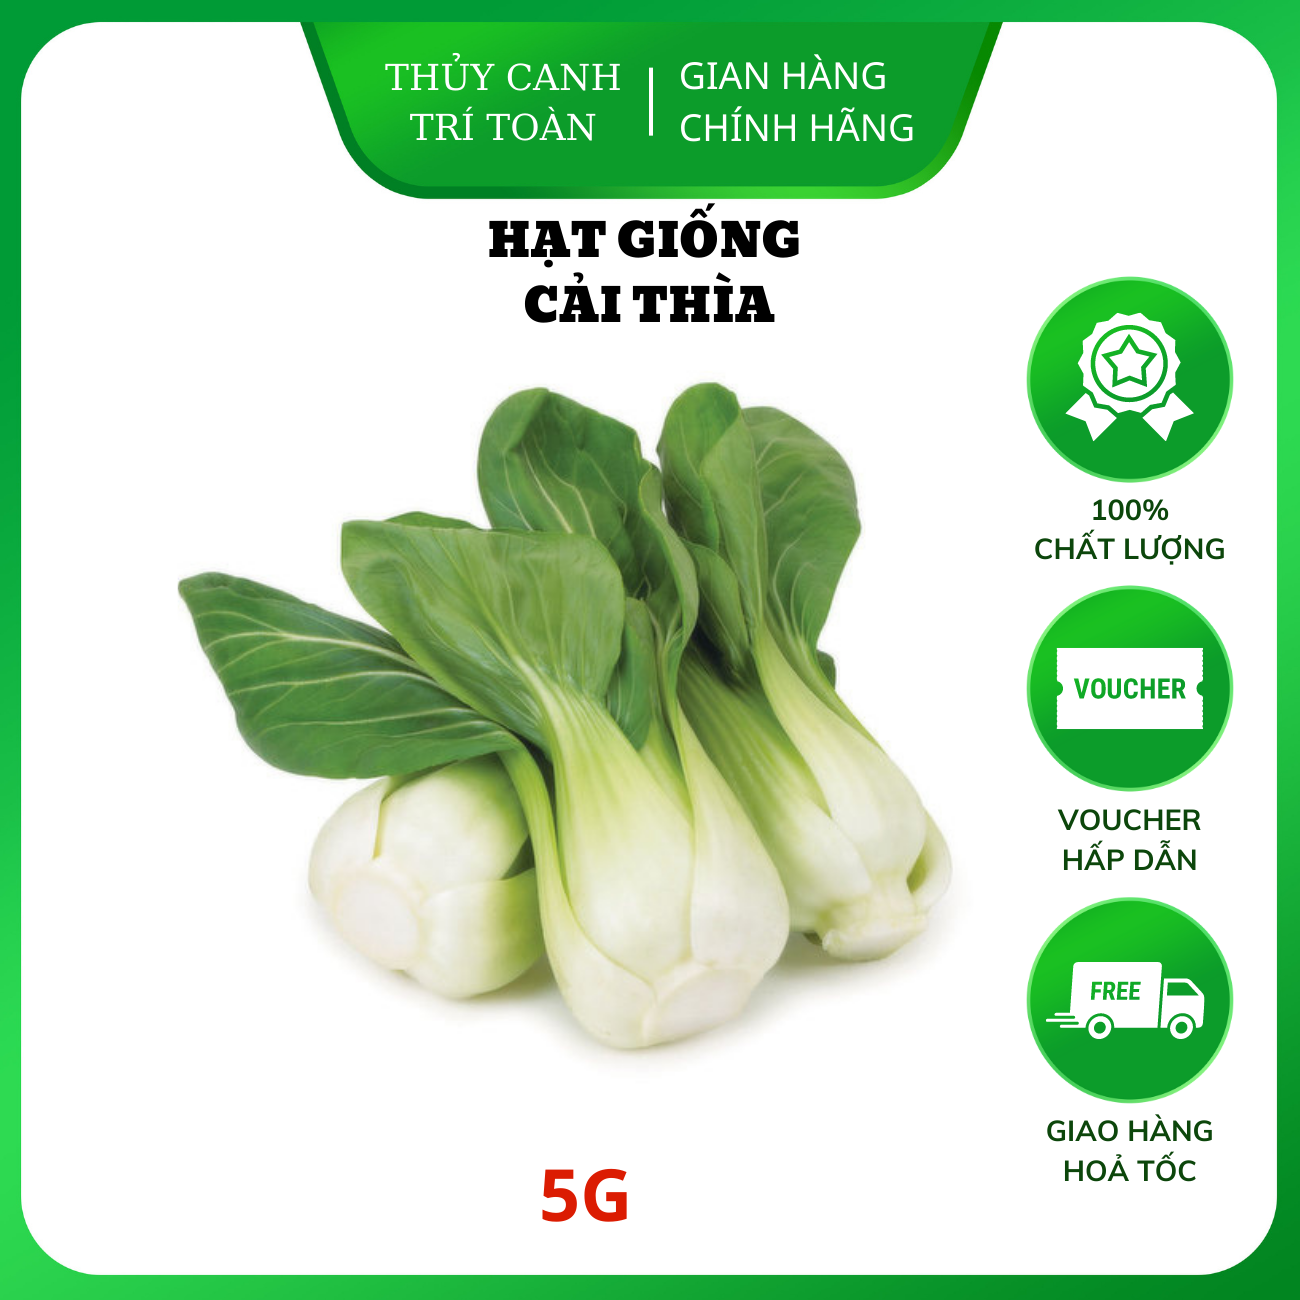 THỦY CANH
TRÍ TOÀN
GIAN HÀNG
CHÍNH HÃNG
HẠT GIỐNG
CẢI THÌA
100%
CHẤT LƯỢNG
VOUCHER
VOUCHER
HẤP DẪN
FREE
GIAO HÀNG
HOẢ TỐC
5G